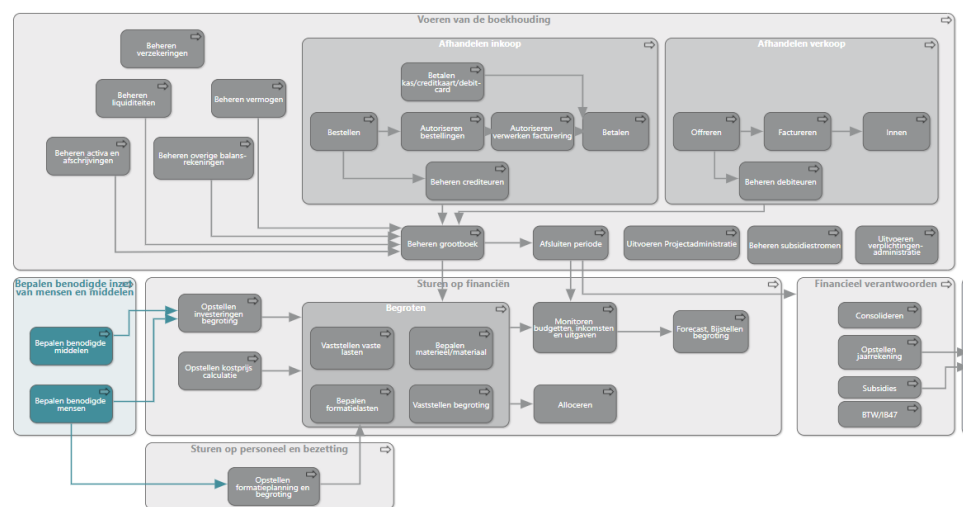 Voeren van de boekhouding
Beheren
verzekeringen
Beheren
liquiditeiten
Beheren vermogen
Beheren activa en
afschrijvingen
Beheren overige balans-
rekeningen
Afhandelen inkoop
Betalen
kas/creditkaart/debit-
card
Bestellen
Autoriseren
bestellingen
Autoriseren
verwerken facturering
Betalen
Beheren crediteuren
Afhandelen verkoop
Offreren
Factureren
Innen
Beheren debiteuren
Beheren grootboek
Afsluiten periode
Uitvoeren Projectadministratie
Beheren subsidiestromen
Uitvoeren
verplichtingen-
administratie
Bepalen benodigde inzet
van mensen en middelen
Bepalen benodigde
middelen
Bepalen benodigde
mensen
Sturen op financiën
Opstellen
investeringen
begroting
Opstellen kostprijs
calculatie
Begroten
Vaststellen vaste
lasten
Bepalen
materieel/materiaal
Bepalen
formatielasten
Vaststellen begroting
Monitoren
budgetten, inkomsten
en uitgaven
Forecast, Bijstellen
begroting
Alloceren
Financieel verantwoorden
Consolideren
Opstellen
jaarrekening
Subsidies
BTW/IB47
Sturen op personeel en bezetting
Opstellen
formatieplanning en
begroting